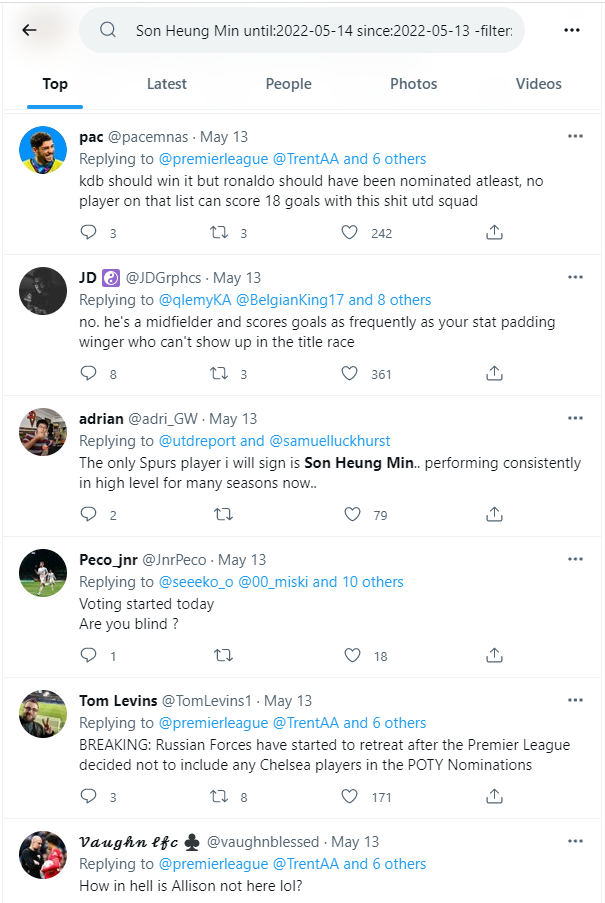 Son Heung Min until:2022-05-14 since:2022-05-13 -filter:
Top Latest People Photos Videos
pac @pacemnas · May 13
Replying to @premierleague @TrentAA and 6 others
kdb should win it but ronaldo should have been nominated atleast, no
player on that list can score 18 goals with this shit utd squad
3 3 242
JD ☯ @JDGrphcs · May 13
Replying to @qlemyKA @BelgianKing17 and 8 others
no. he's a midfielder and scores goals as frequently as your stat padding
winger who can't show up in the title race
8 3 361
adrian @adri_GW · May 13
Replying to @utdreport and @samuelluckhurst
The only Spurs player i will sign is Son Heung Min.. performing consistently
in high level for many seasons now..
2 79
Peco_jnr @JnrPeco · May 13
Replying to @seeeko_o @00_miski and 10 others
Voting started today
Are you blind ?
1 18
Tom Levins @TomLevins1 · May 13
Replying to @premierleague @TrentAA and 6 others
BREAKING: Russian Forces have started to retreat after the Premier League
decided not to include any Chelsea players in the POTY Nominations
3 8 171
𝓥𝓪𝓾𝓰𝓱𝓷 𝓵𝓯𝓬 ♣ @vaughnblessed · May 13
Replying to @premierleague @TrentAA and 6 others
How in hell is Allison not here lol?